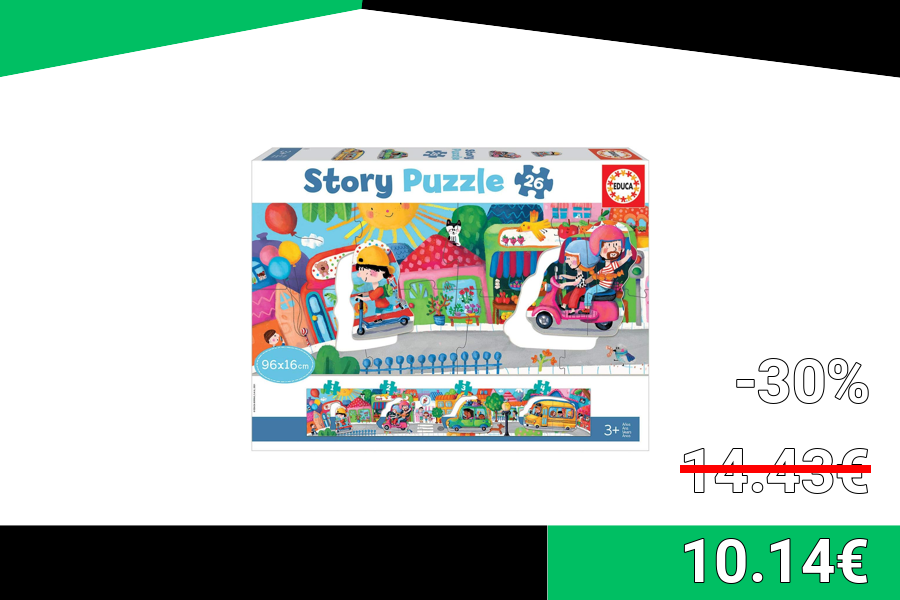 Story Puzzle 26
EDUCA
96x16cm
3+
-30%
14.43€
10.14€